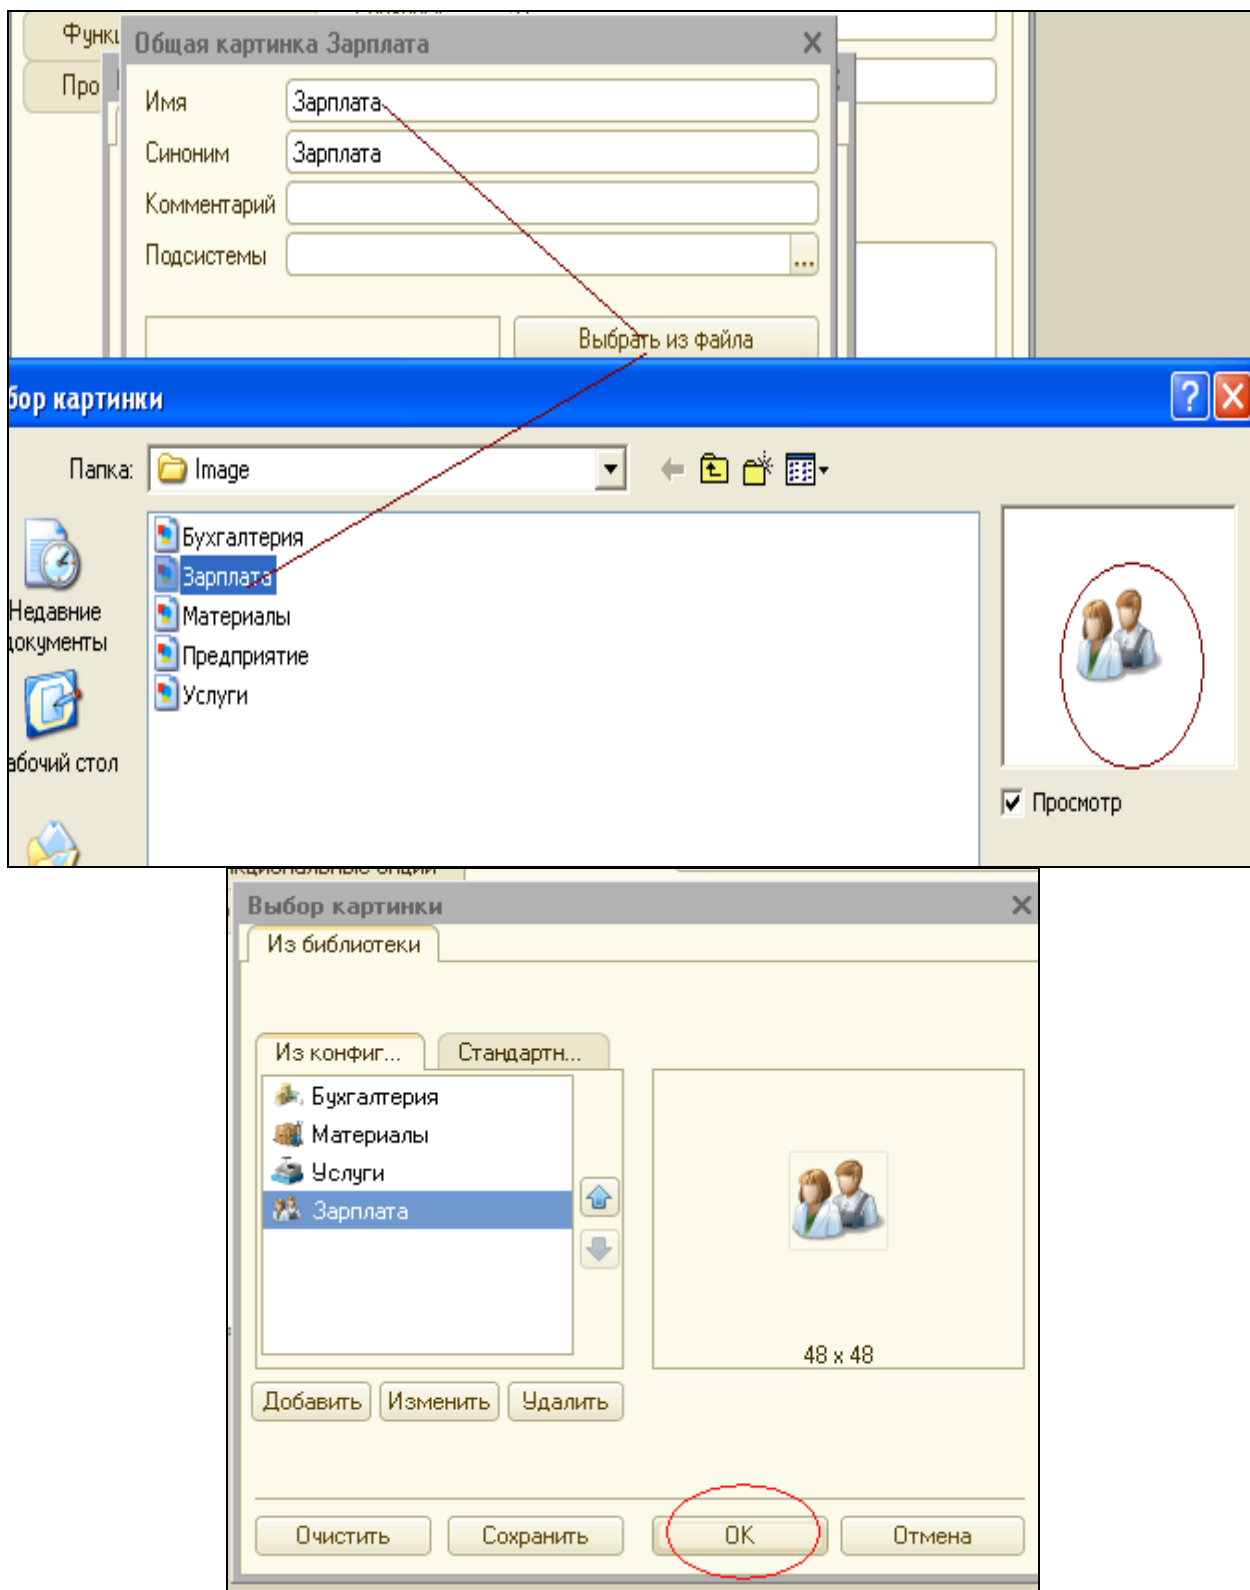 Функц
Общая картинка Зарплата
Про
Имя
Зарплата
Синоним
Зарплата
Комментарий
Подсистемы
...
Выбрать из файла
бор картинки
Папка:
Image
Бухгалтерия
Зарплата
Материалы
Предприятие
Услуги
Недавние
документы
абочий стол
Просмотр
кциональные опции
Выбор картинки
Из библиотеки
Из конфиг...
Стандартн...
Бухгалтерия
Материалы
Услуги
Зарплата
48 x 48
Добавить
Изменить
Удалить
Очистить
Сохранить
OK
Отмена